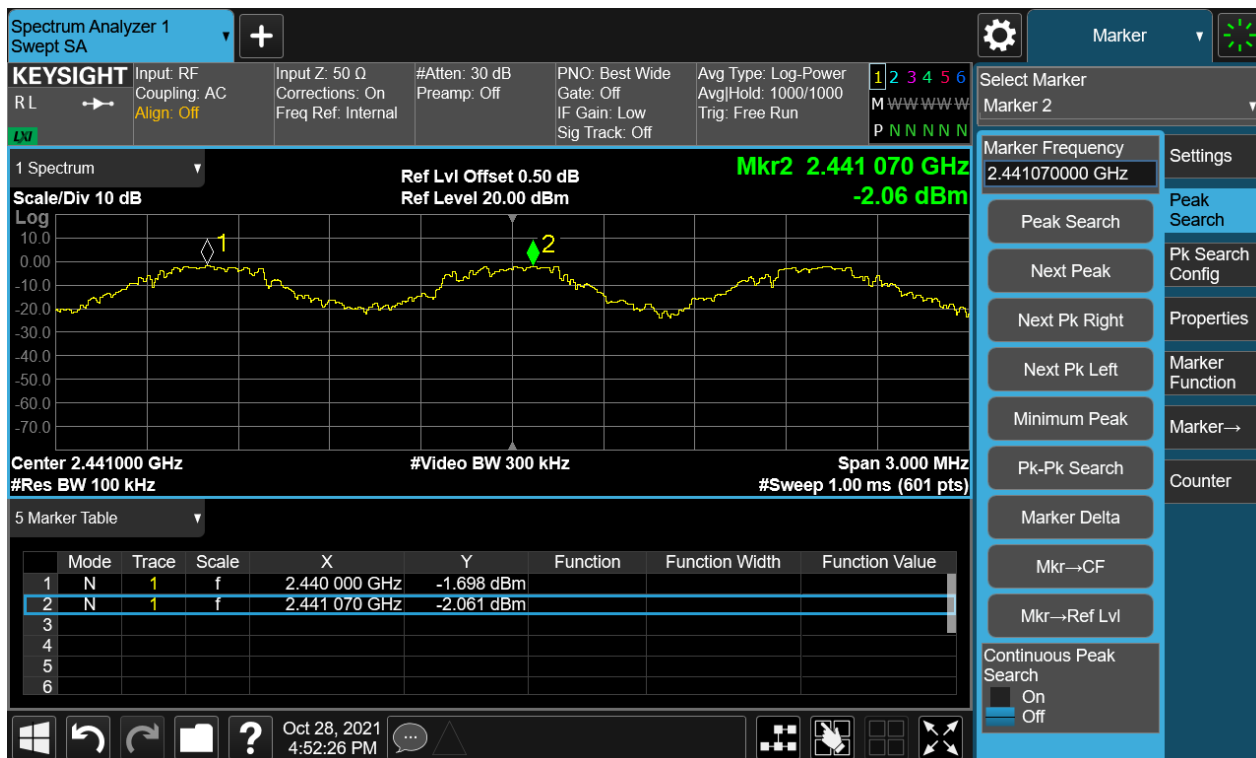 Spectrum Analyzer 1
Swept SA
+
Marker
KEYSIGHT
R L
LXI
Input: RF
Coupling: AC
Align: Off
Input Z: 50 Ω
Corrections: On
Freq Ref: Internal
#Atten: 30 dB
Preamp: Off
PNO: Best Wide
Gate: Off
IF Gain: Low
Sig Track: Off
Avg Type: Log-Power
Avg|Hold: 1000/1000
Trig: Free Run
1 2 3 4 5 6
M W W W W W
P N N N N N
Select Marker
Marker 2
1 Spectrum
Scale/Div 10 dB
Ref Lvl Offset 0.50 dB
Ref Level 20.00 dBm
Mkr2 2.441 070 GHz
-2.06 dBm
Log
10.0
0.00
-10.0
-20.0
-30.0
-40.0
-50.0
-60.0
-70.0
1
2
Center 2.441000 GHz
#Res BW 100 kHz
#Video BW 300 kHz
Span 3.000 MHz
#Sweep 1.00 ms (601 pts)
5 Marker Table
Mode Trace Scale X Y Function Function Width Function Value
1 N 1 f 2.440 000 GHz -1.698 dBm
2 N 1 f 2.441 070 GHz -2.061 dBm
3
4
5
6
Marker Frequency
2.441070000 GHz
Peak Search
Next Peak
Next Pk Right
Next Pk Left
Minimum Peak
Pk-Pk Search
Marker Delta
Mkr→CF
Mkr→Ref Lvl
Continuous Peak
Search
On
Off
Settings
Peak
Search
Pk Search
Config
Properties
Marker
Function
Marker→
Counter
?
Oct 28, 2021
4:52:26 PM